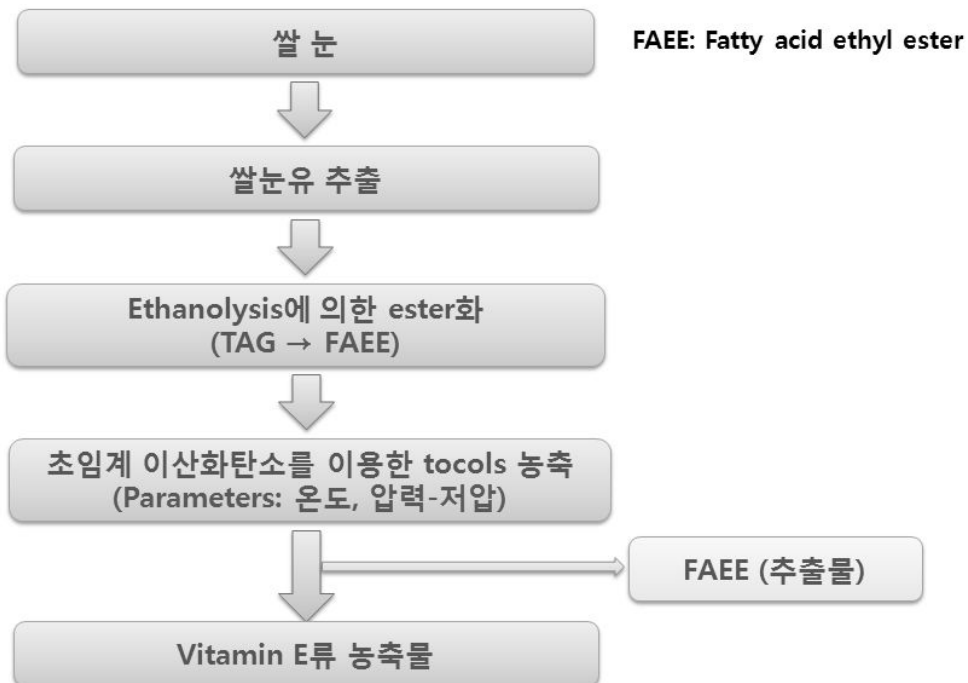 쌀 눈
FAEE: Fatty acid ethyl ester
쌀눈유 추출
Ethanolysis에 의한 ester화
(TAG → FAEE)
초임계 이산화탄소를 이용한 tocols 농축
(Parameters: 온도, 압력-저압)
FAEE (추출물)
Vitamin E류 농축물